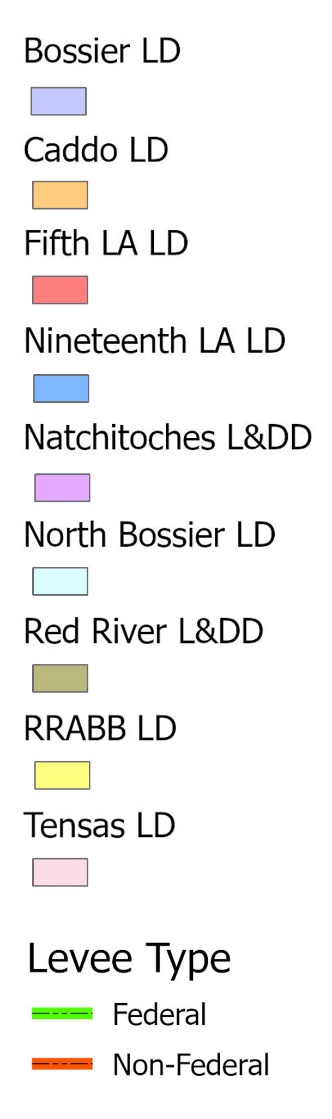 Bossier LD
Caddo LD
Fifth LA LD
Nineteenth LA LD
Natchitoches L&DD
North Bossier LD
Red River L&DD
RRABB LD
Tensas LD
Levee Type
Federal
Non-Federal